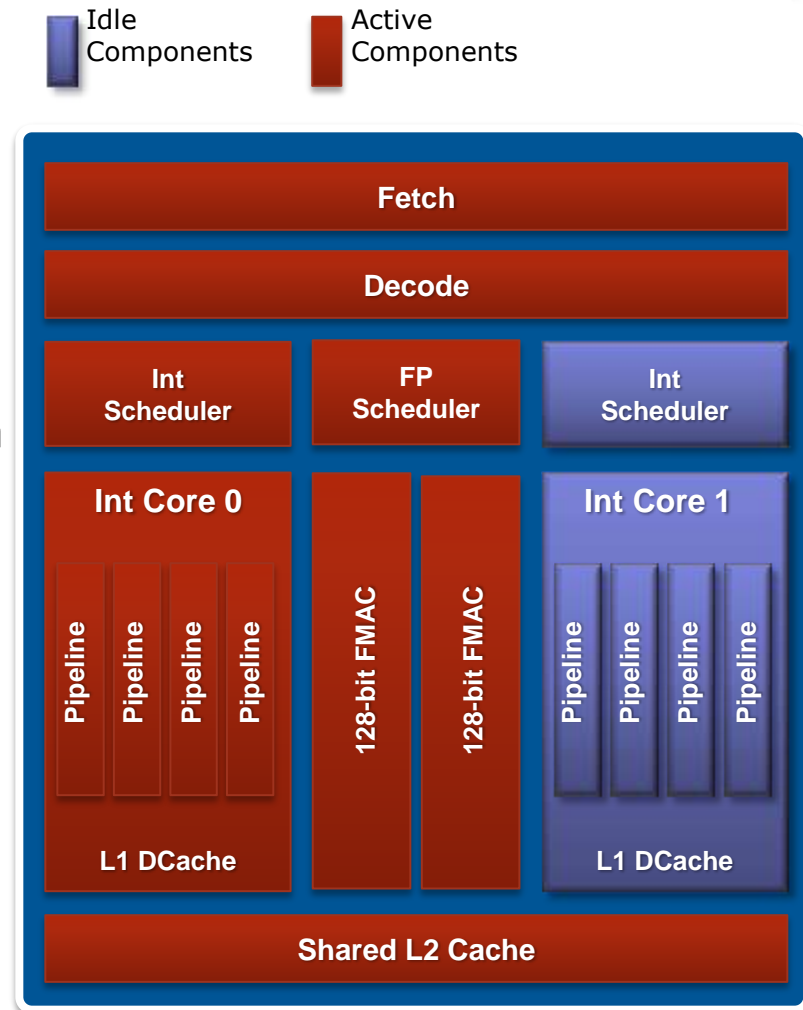 Idle
Components
Active
Components
Fetch
Decode
Int
Scheduler
FP
Scheduler
Int
Scheduler
Int Core 0
Pipeline
Pipeline
Pipeline
Pipeline
L1 DCache
128-bit FMAC
128-bit FMAC
Int Core 1
Pipeline
Pipeline
Pipeline
Pipeline
L1 DCache
Shared L2 Cache